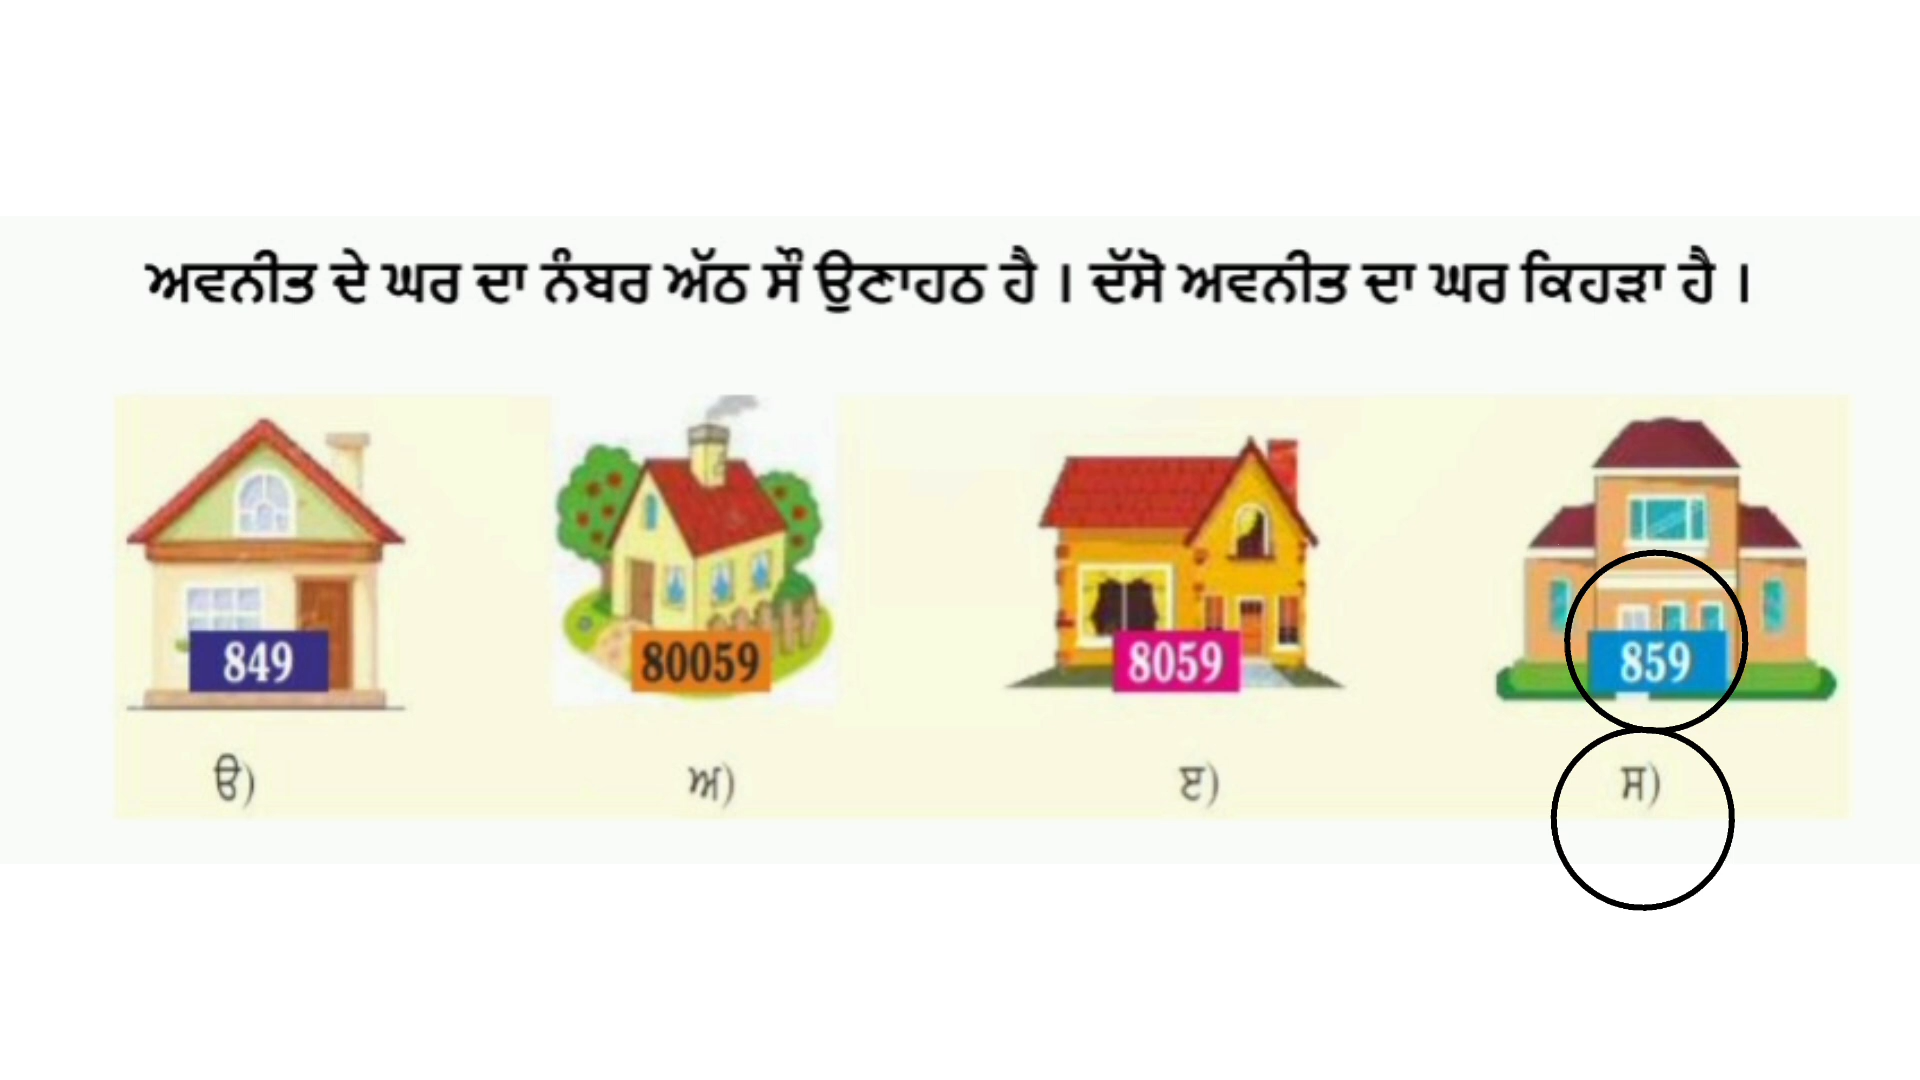 ਅਵਨੀਤ ਦੇ ਘਰ ਦਾ ਨੰਬਰ ਅੱਠ ਸੌ ਉਣਾਹਠ ਹੈ । ਦੱਸੋ ਅਵਨੀਤ ਦਾ ਘਰ ਕਿਹੜਾ ਹੈ ।
849 80059 8059 859
ੳ) ਅ) ੲ) ਸ)